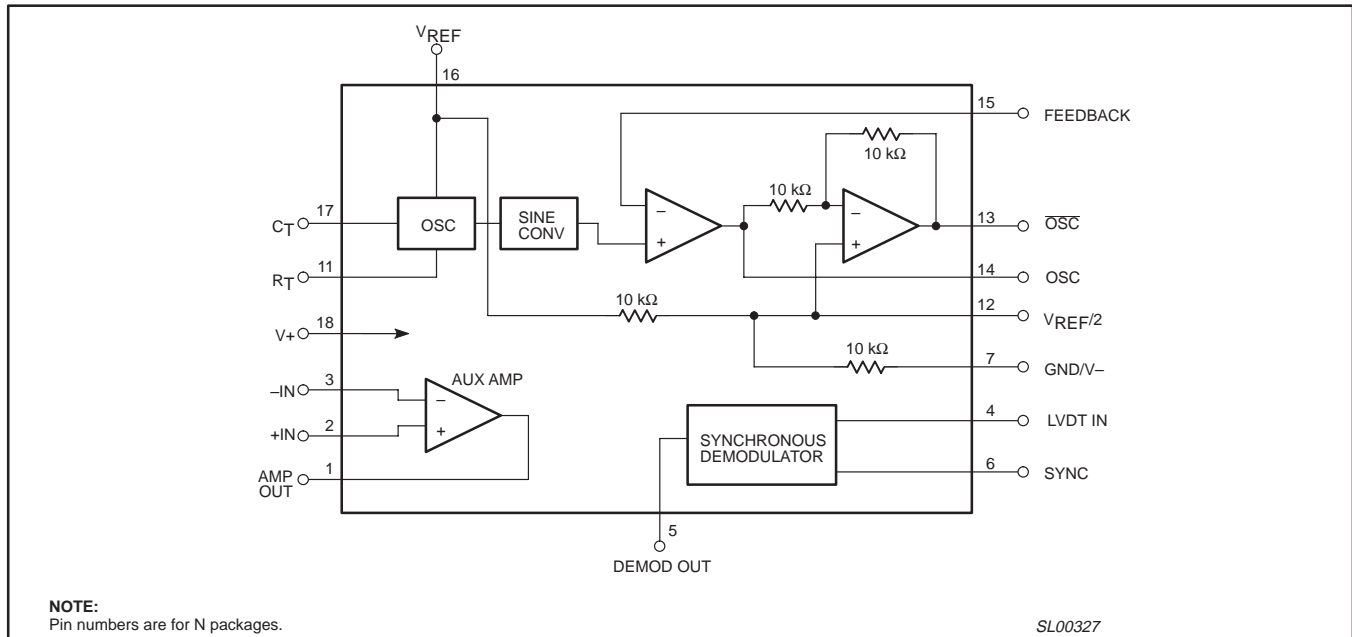 VREF
16
15
FEEDBACK
10 kΩ
10 kΩ
17
CT
OSC
SINE
CONV
–
+
–
+
13
OSC
11
RT
14
OSC
10 kΩ
12
VREF/2
18
V+
10 kΩ
7
GND/V–
3
–IN
AUX AMP
–
+
2
+IN
4
LVDT IN
SYNCHRONOUS
DEMODULATOR
1
AMP
OUT
6
SYNC
5
DEMOD OUT
NOTE:
Pin numbers are for N packages.
SL00327